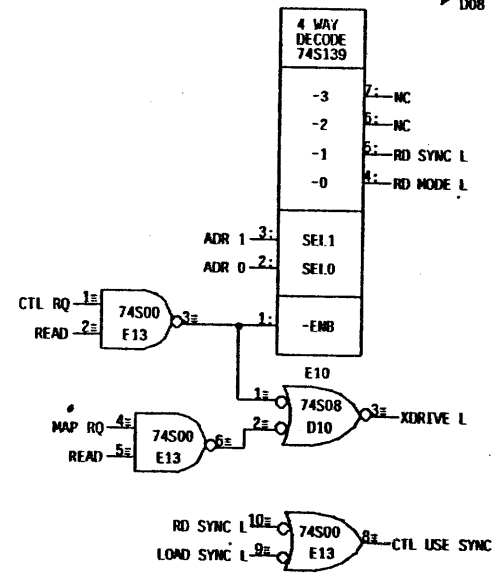 D08
4 WAY
DECODE
74S139
-3 7: NC
-2 6: NC
-1 5: RD SYNC L
-0 4: RD MODE L
ADR 1 3: SEL1
ADR 0 2: SEL0
CTL RQ 1
READ 2
74S00
E13
3
1: -ENB
E10
MAP RQ 4
READ 5
74S00
E13
6
1
2
74S08
D10
3 XDRIVE L
RD SYNC L 10
LOAD SYNC L 9
74S00
E13
8 CTL USE SYNC